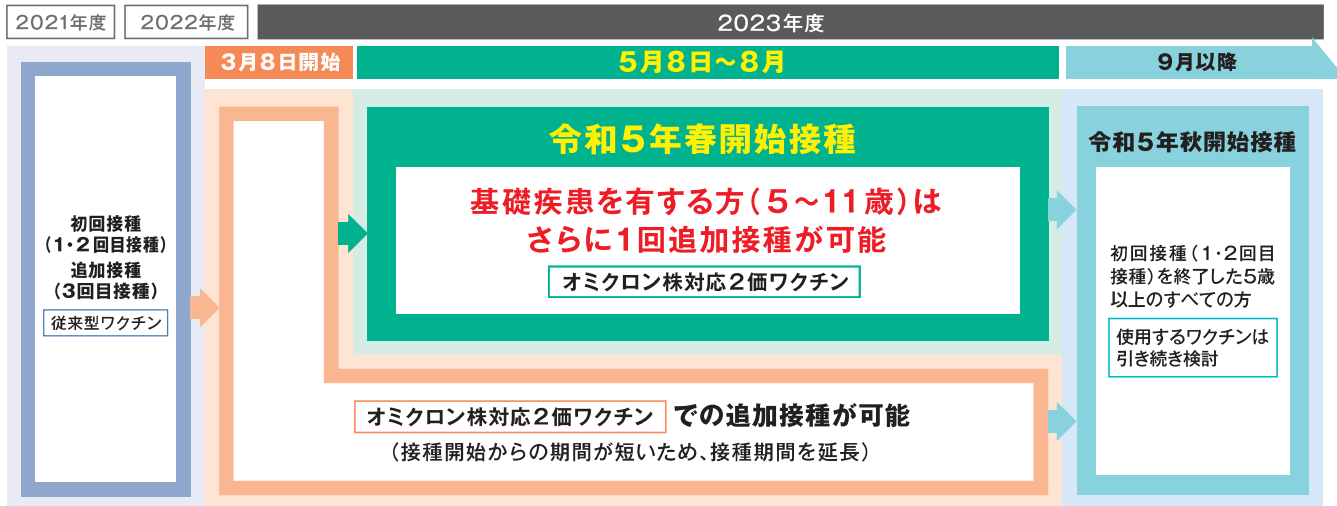 2021年度
2022年度
2023年度
3月8日開始
5月8日～8月
9月以降
初回接種
（1・2回目接種）
追加接種
（3回目接種）
従来型ワクチン
令和5年春開始接種
基礎疾患を有する方（5～11歳）は
さらに1回追加接種が可能
オミクロン株対応2価ワクチン
オミクロン株対応2価ワクチン での追加接種が可能
（接種開始からの期間が短いため、接種期間を延長）
令和5年秋開始接種
初回接種（1・2回目
接種）を終了した5歳
以上のすべての方
使用するワクチンは
引き続き検討